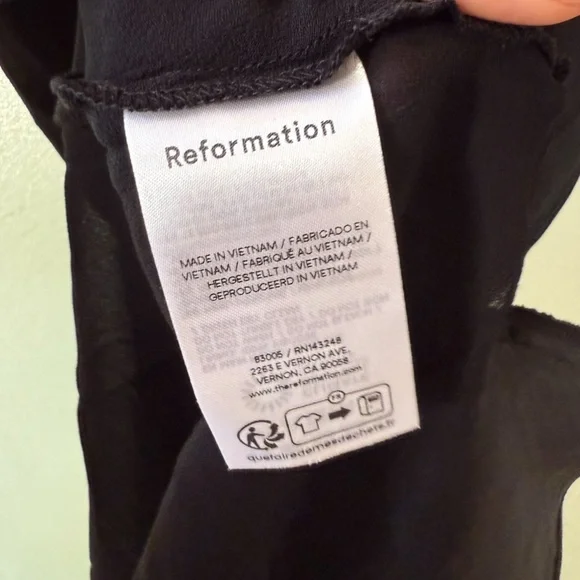 Reformation
MADE IN VIETNAM / FABRICADO EN
VIETNAM / FABRIQUÉ AU VIETNAM /
HERGESTELLT IN VIETNAM /
GEPRODUCEERD IN VIETNAM
83005 / RN143248
2263 E VERNON AVE.
VERNON, CA 90058
www.thereformation.com
FR
quefairedemesdechets.fr